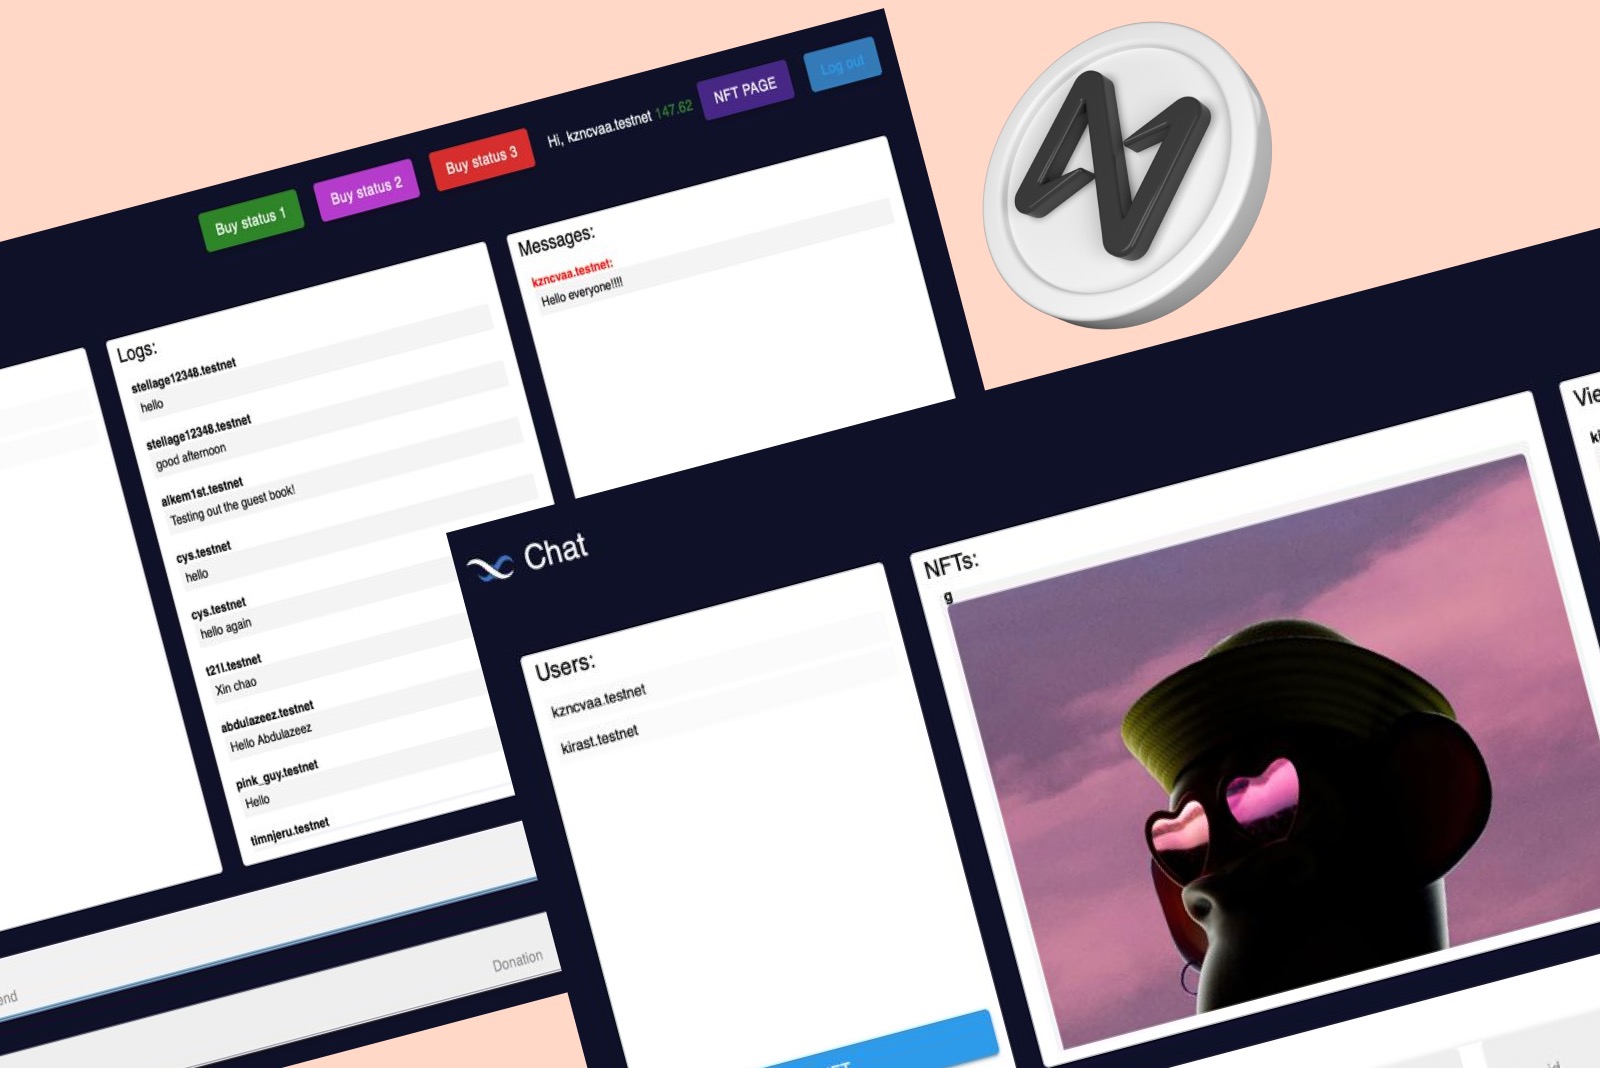 Buy status 1
Buy status 2
Buy status 3
Hi, kzncvaa.testnet 147.62
NFT PAGE
Log out
Logs:
stellage12348.testnet
hello
stellage12348.testnet
good afternoon
alkem1st.testnet
Testing out the guest book!
cys.testnet
hello
cys.testnet
hello again
t21l.testnet
Xin chao
abdulazeez.testnet
Hello Abdulazeez
pink_guy.testnet
Hello
timnjeru.testnet
Messages:
kzncvaa.testnet:
Hello everyone!!!!
Donation
Chat
Users:
kzncvaa.testnet
kirast.testnet
NFTs:
g